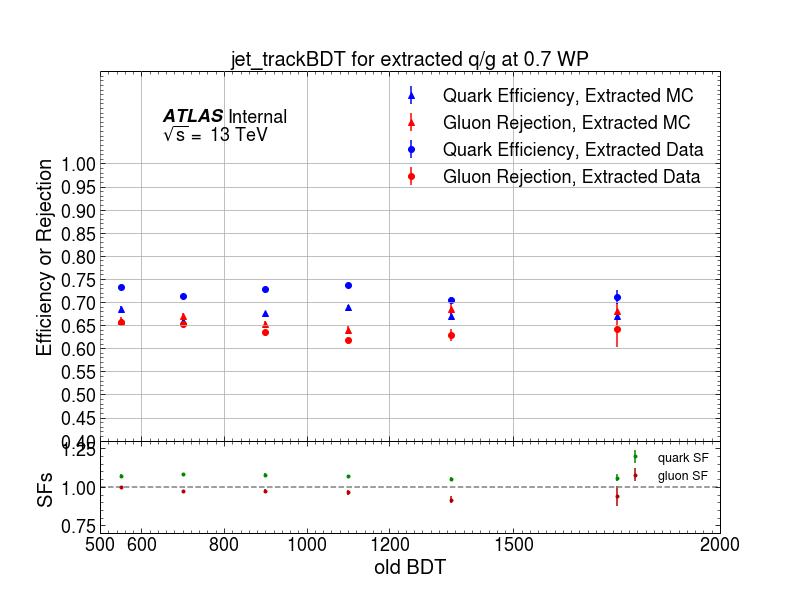 jet_trackBDT for extracted q/g at 0.7 WP
ATLAS Internal
√s = 13 TeV
Quark Efficiency, Extracted MC
Gluon Rejection, Extracted MC
Quark Efficiency, Extracted Data
Gluon Rejection, Extracted Data
Efficiency or Rejection
1.00
0.95
0.90
0.85
0.80
0.75
0.70
0.65
0.60
0.55
0.50
0.45
0.40
SFs
1.25
1.00
0.75
quark SF
gluon SF
500 600 800 1000 1200 1500 2000
old BDT